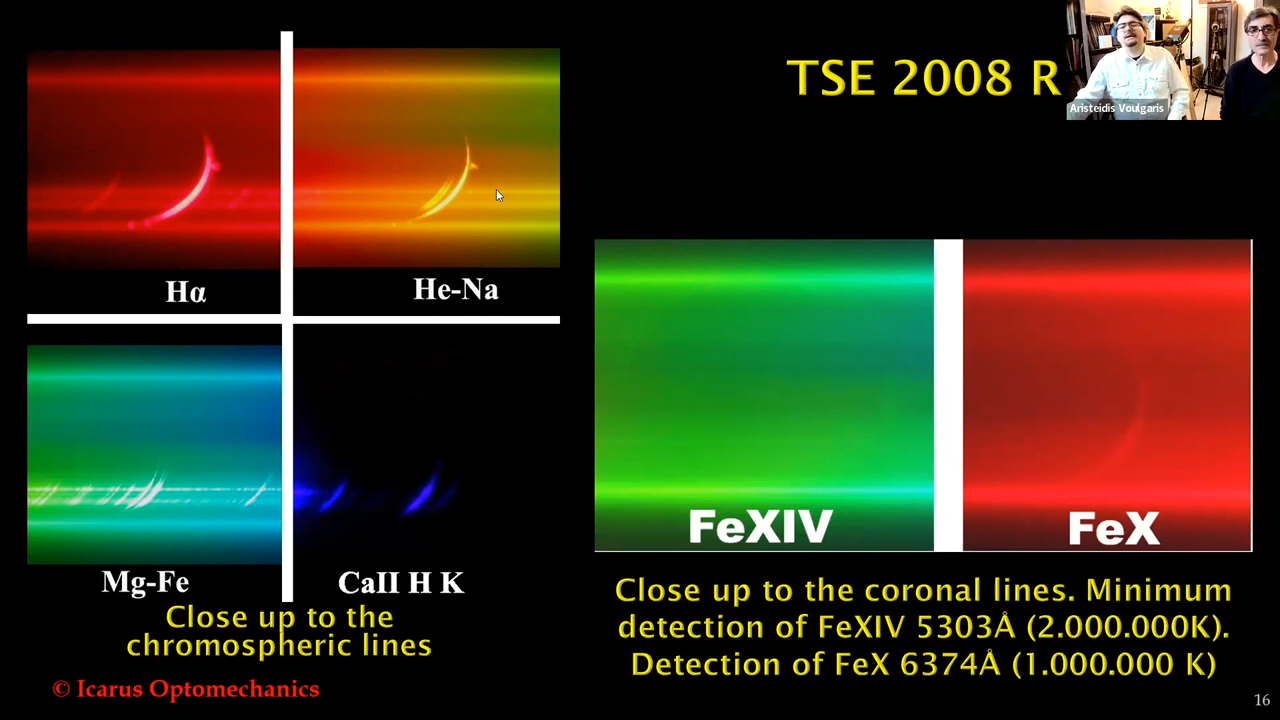 TSE 2008 R
Aristeidis Voulgaris
Hα
He-Na
Mg-Fe
CaII H K
Close up to the
chromospheric lines
FeXIV
FeX
Close up to the coronal lines. Minimum
detection of FeXIV 5303Å (2.000.000K).
Detection of FeX 6374Å (1.000.000 K)
© Icarus Optomechanics
16